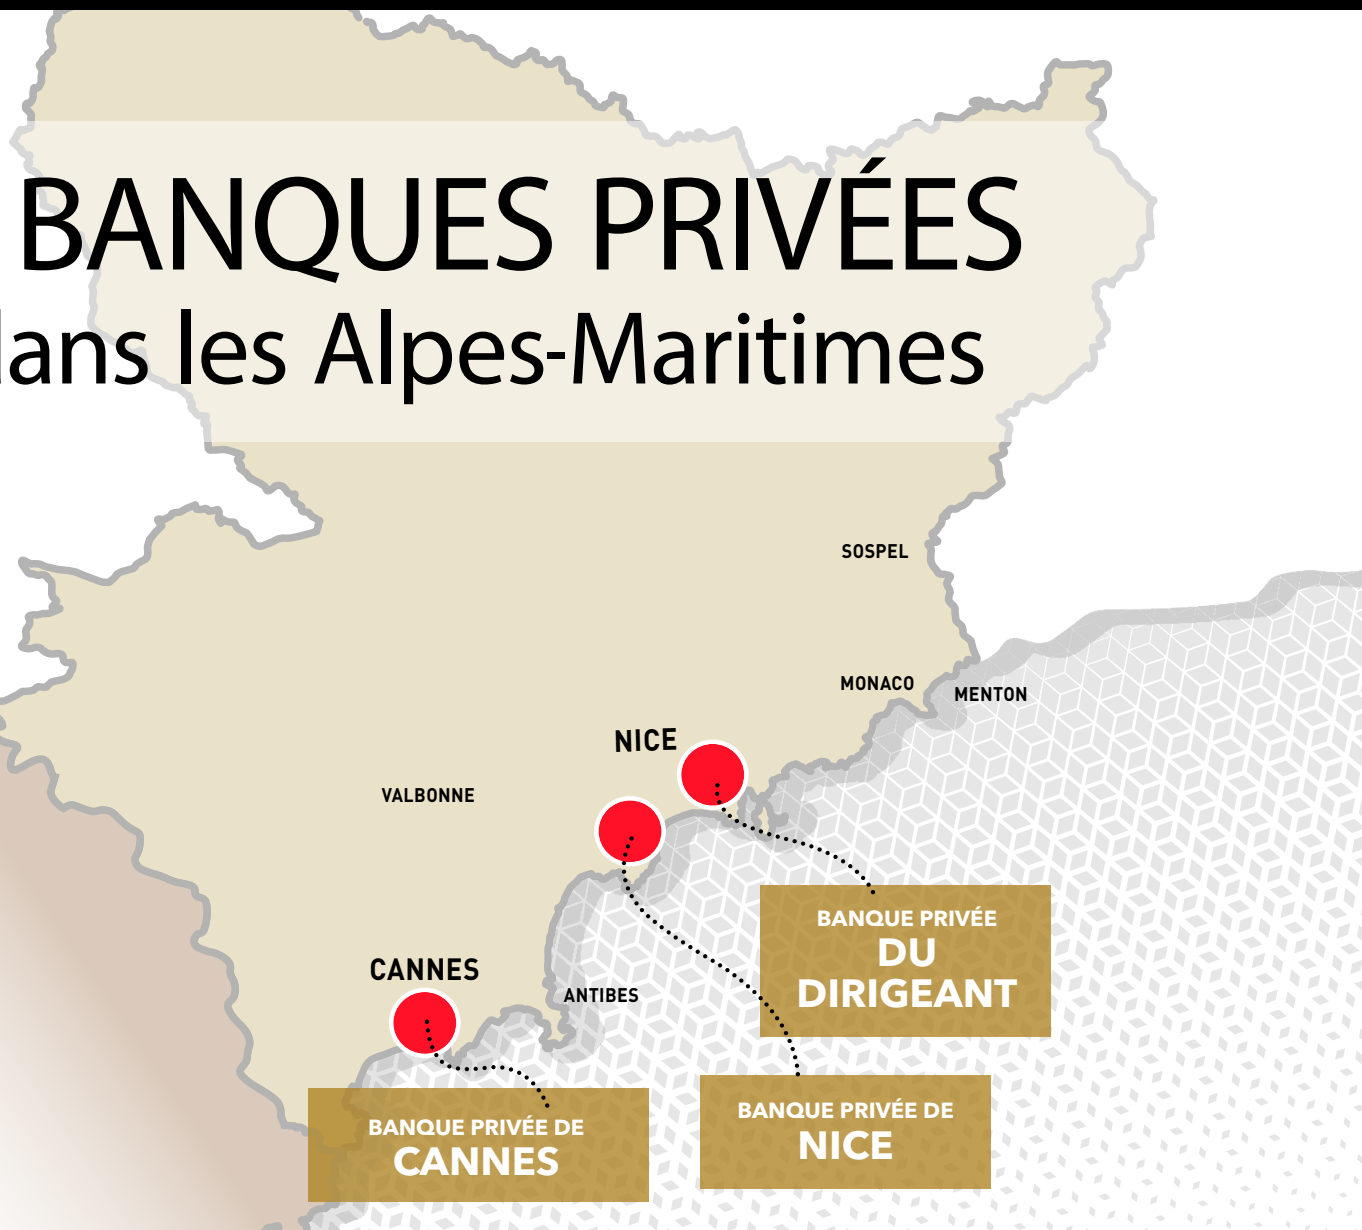 BANQUES PRIVÉES
dans les Alpes-Maritimes
SOSPEL
MONACO
MENTON
NICE
VALBONNE
CANNES
ANTIBES
BANQUE PRIVÉE
DU
DIRIGEANT
BANQUE PRIVÉE DE
NICE
BANQUE PRIVÉE DE
CANNES